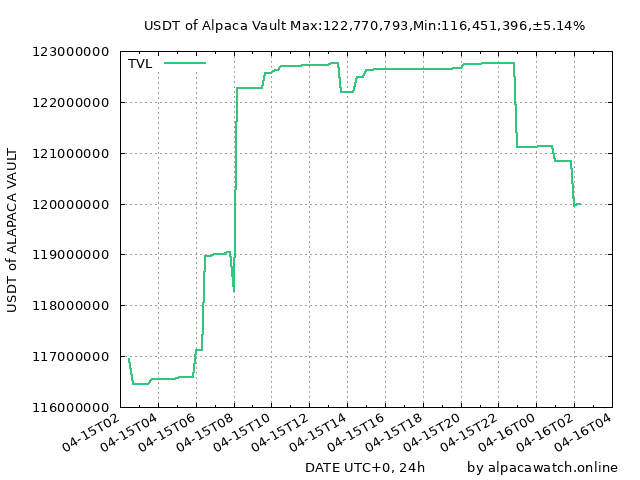 USDT of Alpaca Vault Max:122,770,793,Min:116,451,396,±5.14%
TVL
123000000
122000000
121000000
120000000
119000000
118000000
117000000
116000000
USDT of ALAPACA VAULT
04-15T02
04-15T04
04-15T06
04-15T08
04-15T10
04-15T12
04-15T14
04-15T16
04-15T18
04-15T20
04-15T22
04-16T00
04-16T02
04-16T04
DATE UTC+0, 24h
by alpacawatch.online